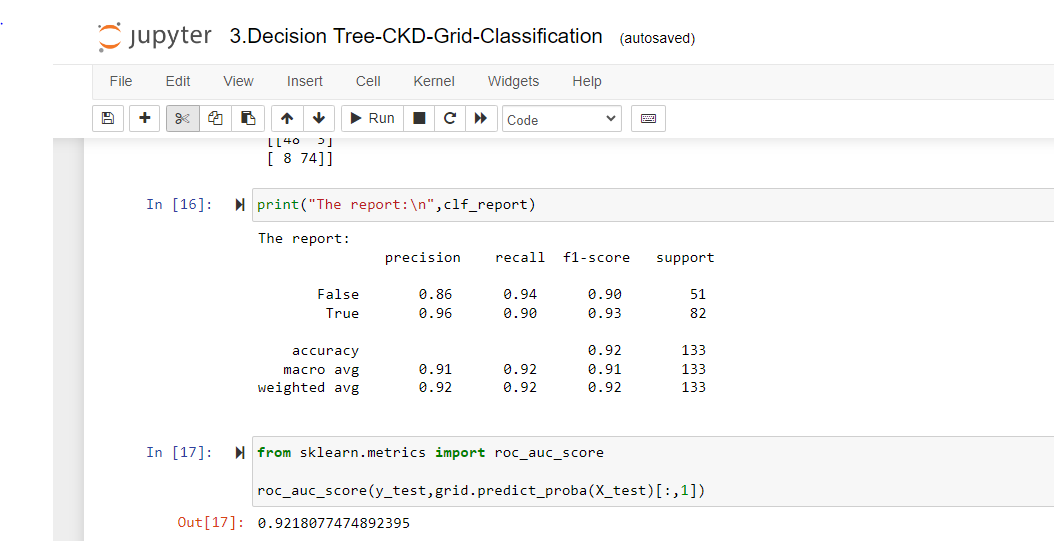 jupyter 3.Decision Tree-CKD-Grid-Classification (autosaved)
File Edit View Insert Cell Kernel Widgets Help
Run Code
[[48 3]
[ 8 74]]
In [16]: print("The report:\n",clf_report)
The report:
precision recall f1-score support
False 0.86 0.94 0.90 51
True 0.96 0.90 0.93 82
accuracy 0.92 133
macro avg 0.91 0.92 0.91 133
weighted avg 0.92 0.92 0.92 133
In [17]: from sklearn.metrics import roc_auc_score
roc_auc_score(y_test,grid.predict_proba(X_test)[:,1])
Out[17]: 0.9218077474892395